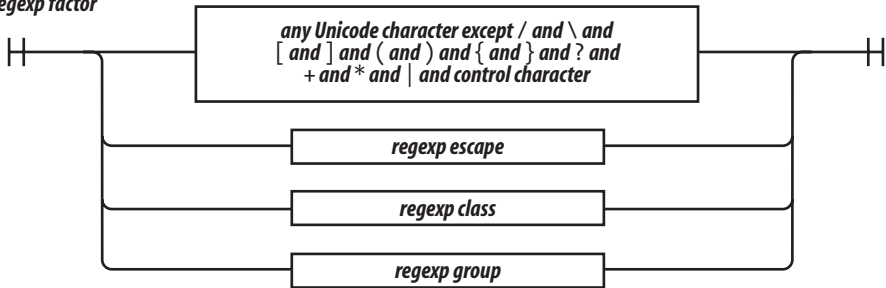 regexp factor
any Unicode character except / and \ and
[ and ] and ( and ) and { and } and ? and
+ and * and | and control character
regexp escape
regexp class
regexp group